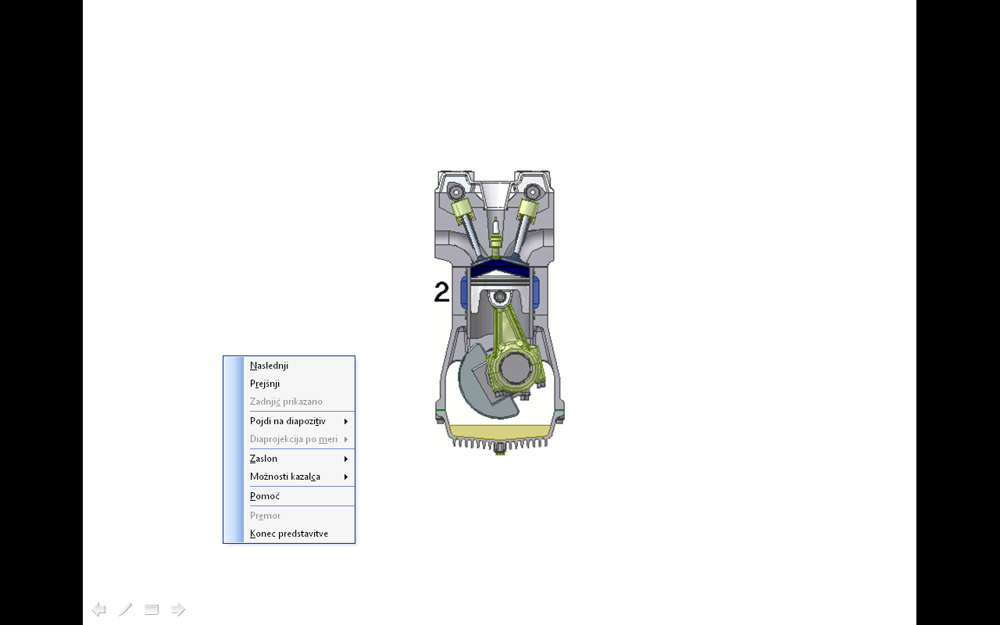 2
Naslednji
Prejšnji
Zadnjič prikazano
Pojdi na diapozitiv
Diaprojekcija po meri
Zaslon
Možnosti kazalca
Pomoč
Premor
Konec predstavitve